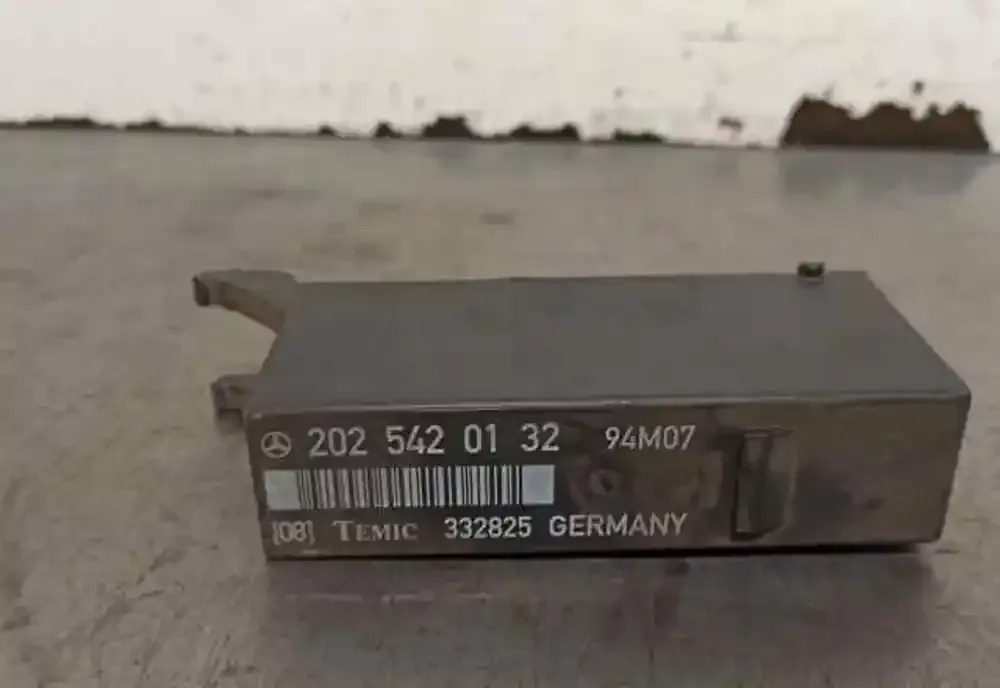 202 542 01 32 94M07
[08] TEMIC 332825 GERMANY